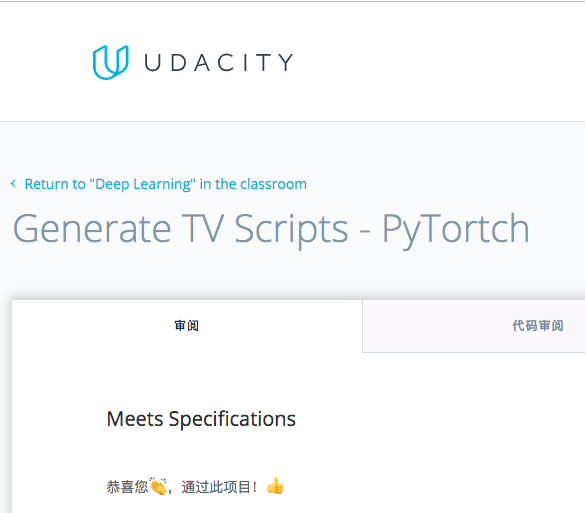 UDACITY
Return to "Deep Learning" in the classroom
Generate TV Scripts - PyTortch
审阅
代码审阅
Meets Specifications
恭喜您👏，通过此项目！👍